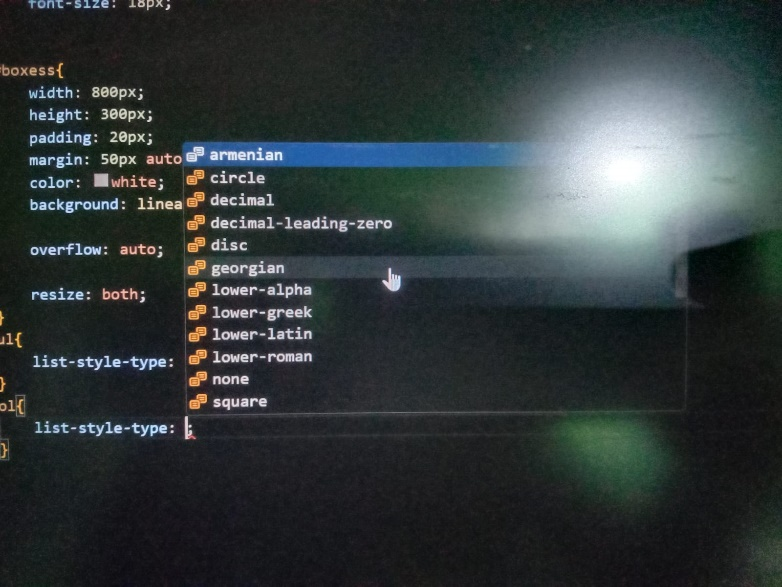 font-size: 18px;
boxess{
width: 800px;
height: 300px;
padding: 20px;
margin: 50px auto
color: white;
background: linea
overflow: auto;
resize: both;
}
ul{
list-style-type:
}
ol{
list-style-type: ;
}
armenian
circle
decimal
decimal-leading-zero
disc
georgian
lower-alpha
lower-greek
lower-latin
lower-roman
none
square